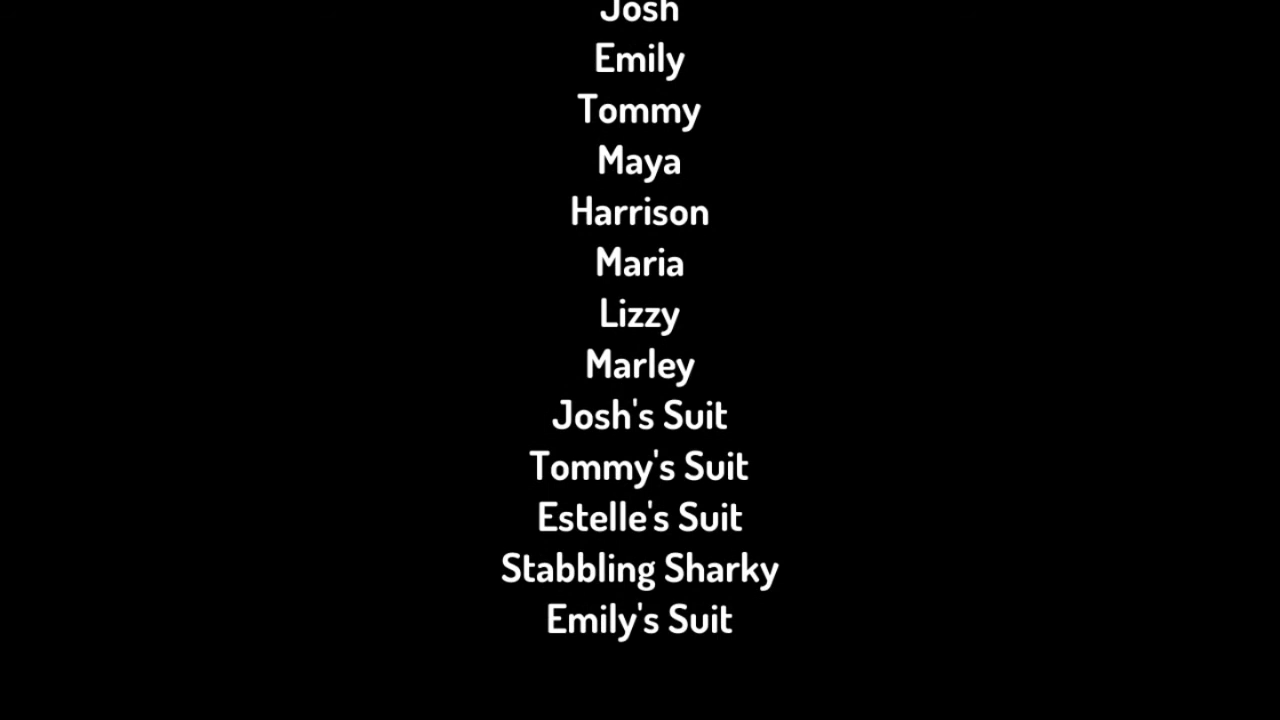 Josh
Emily
Tommy
Maya
Harrison
Maria
Lizzy
Marley
Josh's Suit
Tommy's Suit
Estelle's Suit
Stabbling Sharky
Emily's Suit